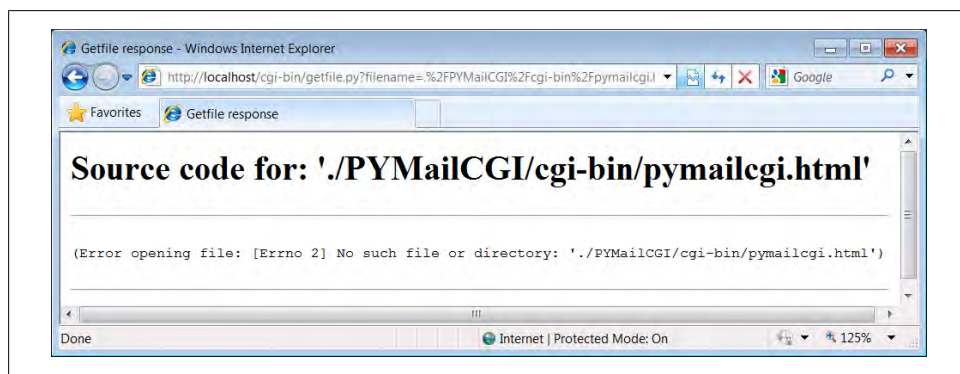 Getfile response - Windows Internet Explorer
http://localhost/cgi-bin/getfile.py?filename=.%2FPYMailCGI%2Fcgi-bin%2Fpymailcgi.l
Google
Favorites
Getfile response
Source code for: './PYMailCGI/cgi-bin/pymailcgi.html'
(Error opening file: [Errno 2] No such file or directory: './PYMailCGI/cgi-bin/pymailcgi.html')
Done
Internet | Protected Mode: On
125%